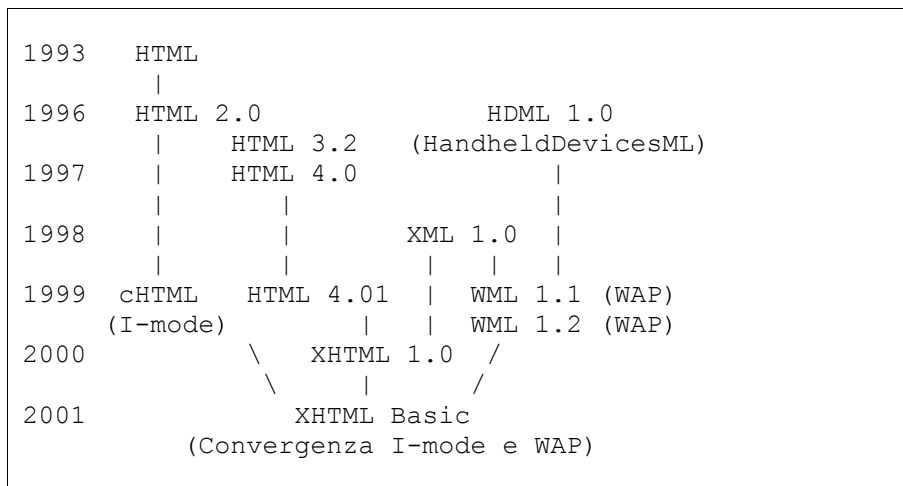 1993 HTML
|
1996 HTML 2.0 HDML 1.0
| HTML 3.2 (HandheldDevicesML)
1997 | HTML 4.0 |
| | |
1998 | | XML 1.0 |
| | | | |
1999 cHTML HTML 4.01 | WML 1.1 (WAP)
(I-mode) | | WML 1.2 (WAP)
2000 \ XHTML 1.0 /
\ | /
2001 XHTML Basic
(Convergenza I-mode e WAP)